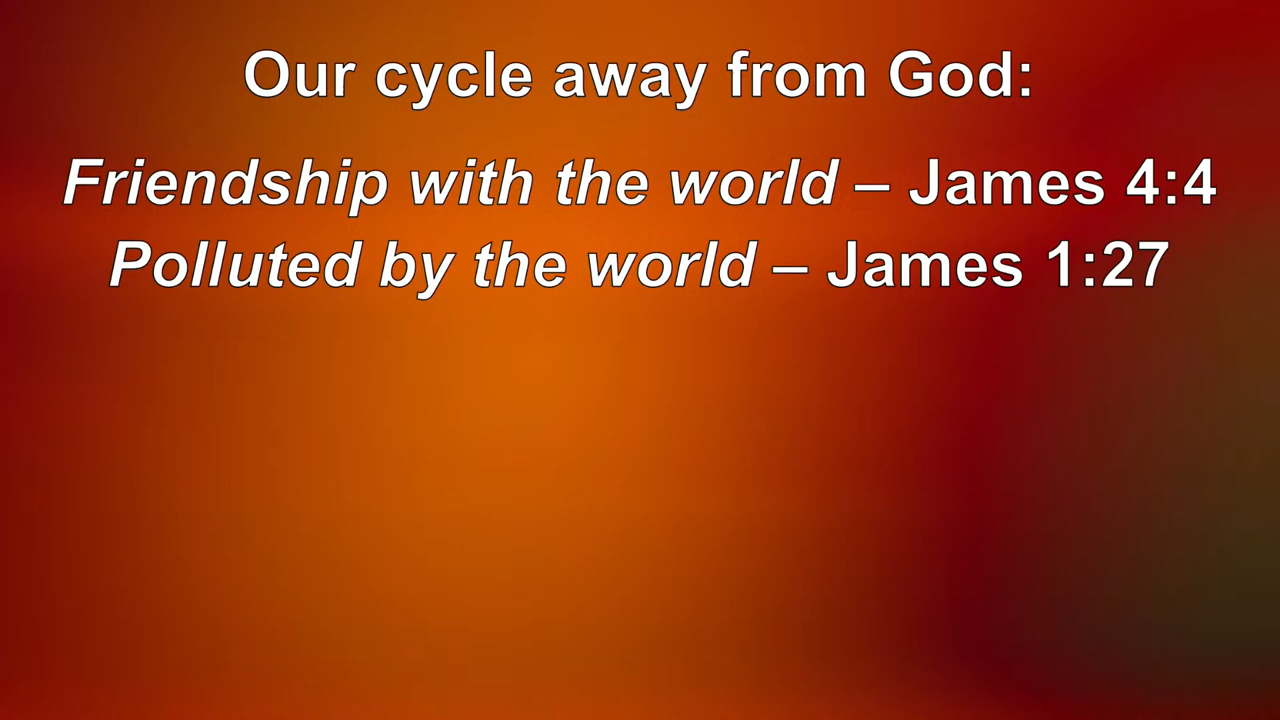 Our cycle away from God:
Friendship with the world – James 4:4
Polluted by the world – James 1:27